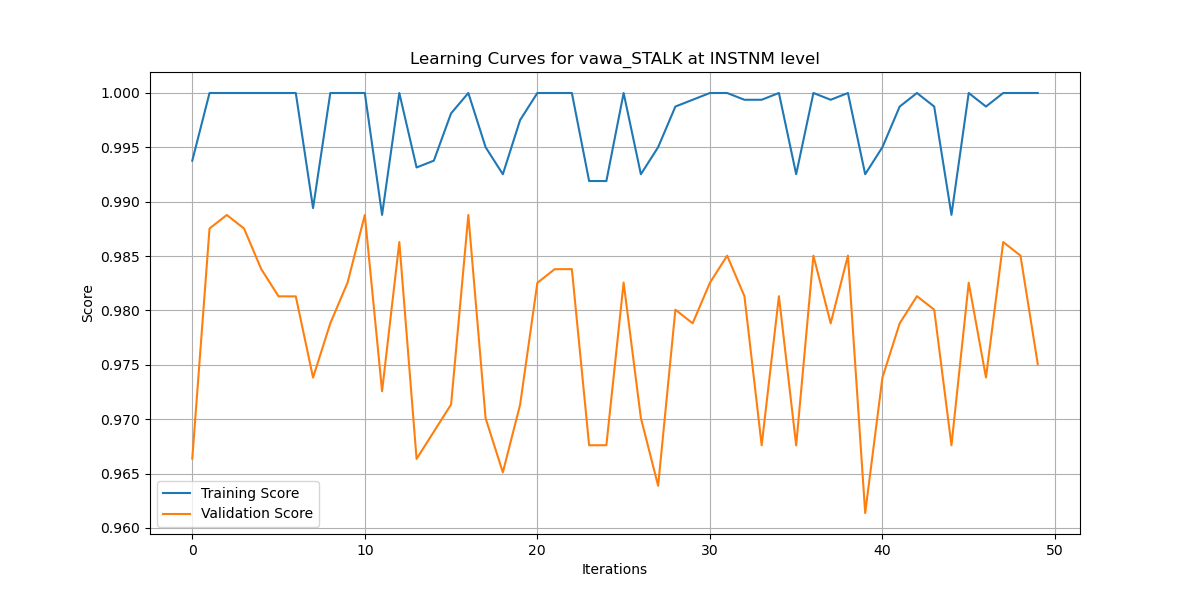 Learning Curves for vawa_STALK at INSTNM level
1.000
0.995
0.990
0.985
0.980
0.975
0.970
0.965
0.960
Score
Training Score
Validation Score
0 10 20 30 40 50
Iterations